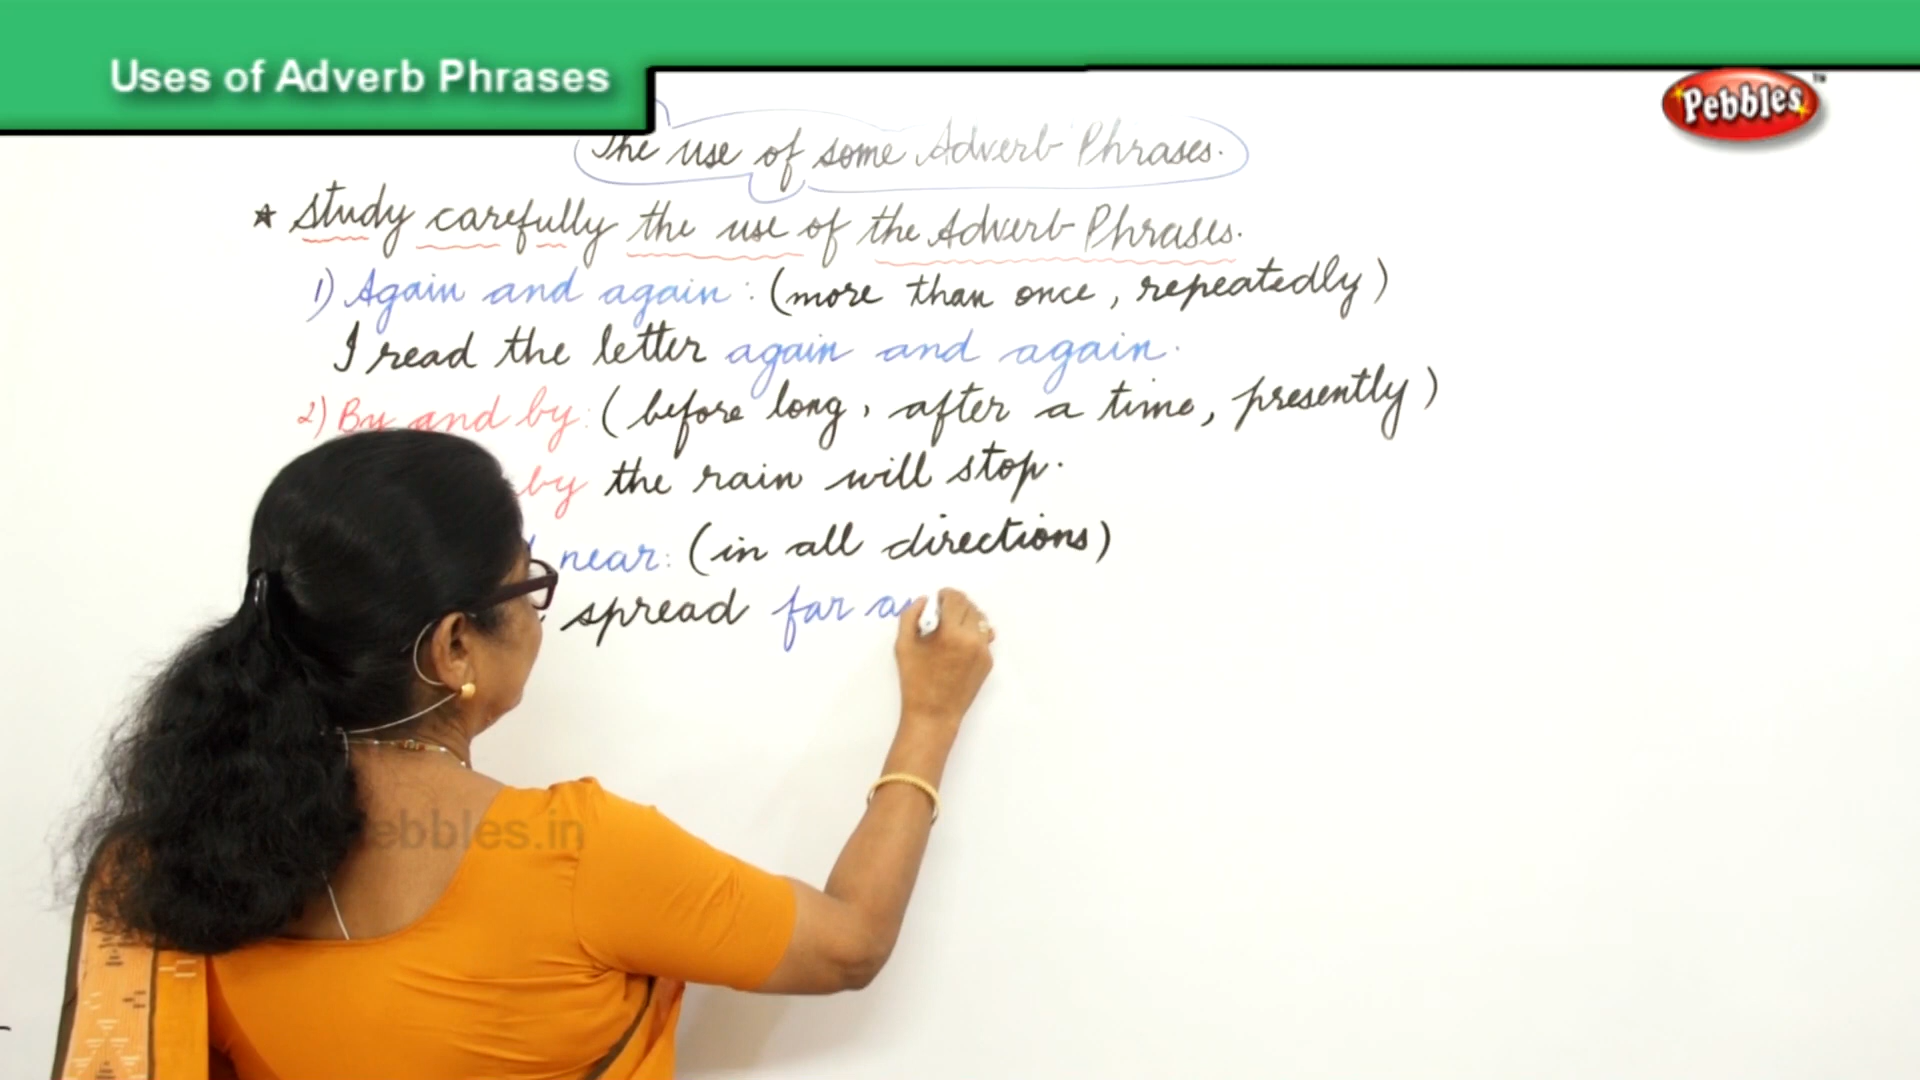 Uses of Adverb Phrases
Pebbles™
The use of some Adverb Phrases.
* Study carefully the use of the Adverb Phrases.
1) Again and again: (more than once, repeatedly)
I read the letter again and again.
2) By and by: (before long, after a time, presently)
by the rain will stop.
near: (in all directions)
spread far a
ebbles.in